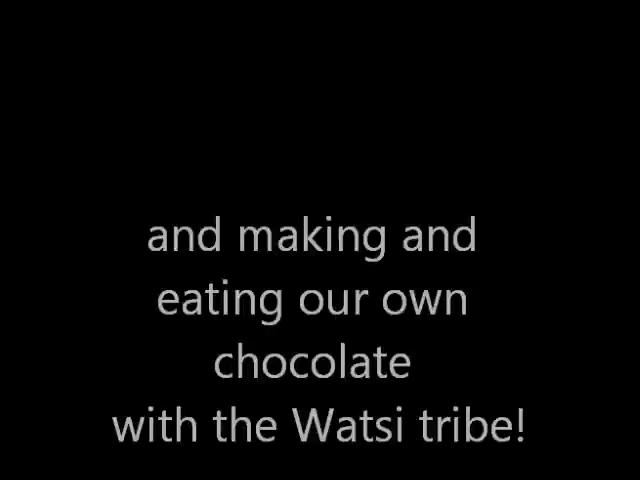 and making and
eating our own
chocolate
with the Watsi tribe!